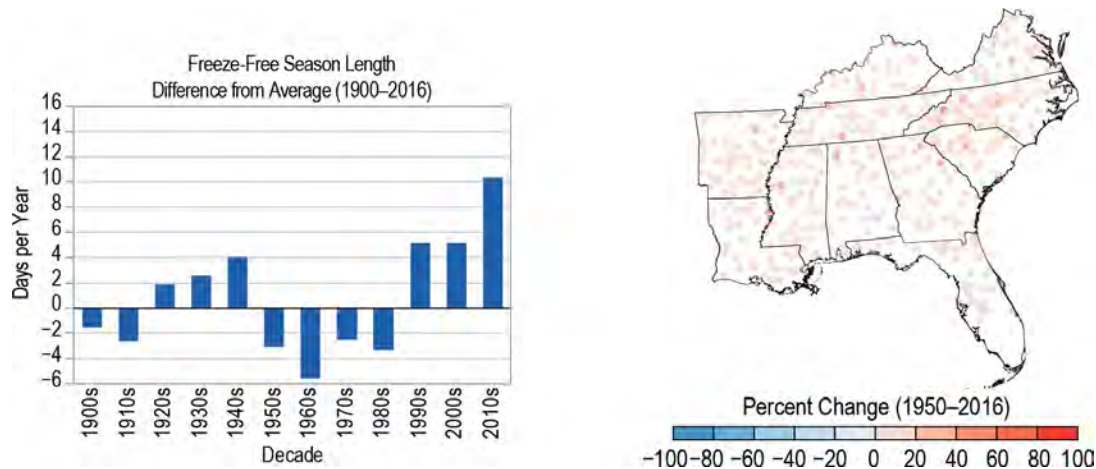 Freeze-Free Season Length
Difference from Average (1900–2016)
Days per Year
16
14
12
10
8
6
4
2
0
−2
−4
−6
1900s
1910s
1920s
1930s
1940s
1950s
1960s
1970s
1980s
1990s
2000s
2010s
Decade
Percent Change (1950–2016)
−100 −80 −60 −40 −20 0 20 40 60 80 100